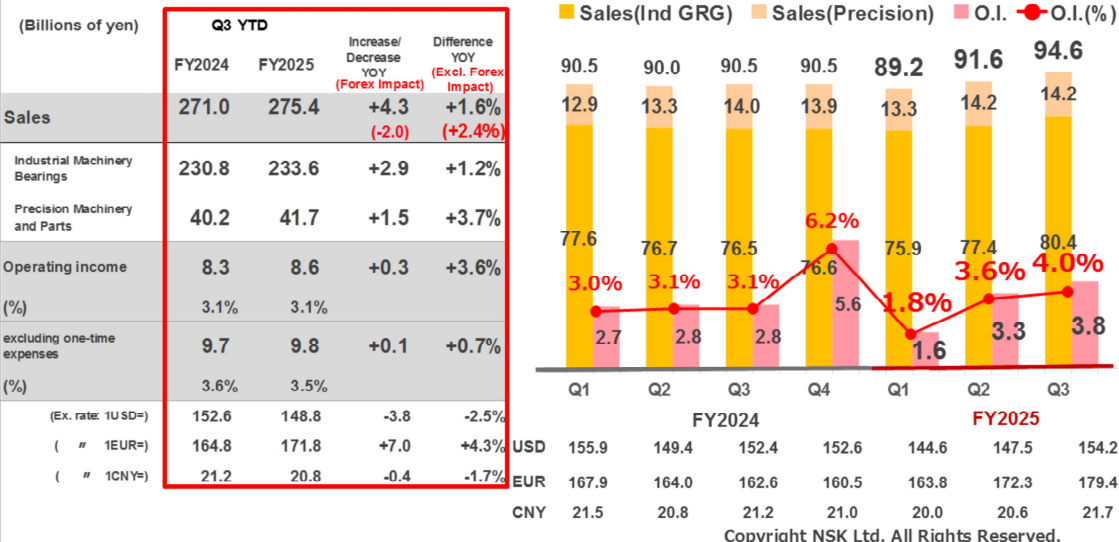 (Billions of yen) Q3 YTD
FY2024 FY2025 Increase/ Decrease YOY (Forex Impact) Difference YOY (Excl. Forex Impact)
Sales 271.0 275.4 +4.3 +1.6%
(-2.0) (+2.4%)
Industrial Machinery Bearings 230.8 233.6 +2.9 +1.2%
Precision Machinery and Parts 40.2 41.7 +1.5 +3.7%
Operating income 8.3 8.6 +0.3 +3.6%
(%) 3.1% 3.1%
excluding one-time expenses 9.7 9.8 +0.1 +0.7%
(%) 3.6% 3.5%
(Ex. rate: 1USD=) 152.6 148.8 -3.8 -2.5%
( 〃 1EUR=) 164.8 171.8 +7.0 +4.3%
( 〃 1CNY=) 21.2 20.8 -0.4 -1.7%
Sales(Ind GRG) Sales(Precision) O.I. O.I.(%)
90.5 90.0 90.5 90.5 89.2 91.6 94.6
12.9 13.3 14.0 13.9 13.3 14.2 14.2
77.6 76.7 76.5 76.6 75.9 77.4 80.4
3.0% 3.1% 3.1% 6.2% 1.8% 3.6% 4.0%
2.7 2.8 2.8 5.6 1.6 3.3 3.8
Q1 Q2 Q3 Q4 Q1 Q2 Q3
FY2024 FY2025
USD 155.9 149.4 152.4 152.6 144.6 147.5 154.2
EUR 167.9 164.0 162.6 160.5 163.8 172.3 179.4
CNY 21.5 20.8 21.2 21.0 20.0 20.6 21.7
Copyright NSK Ltd. All Rights Reserved.